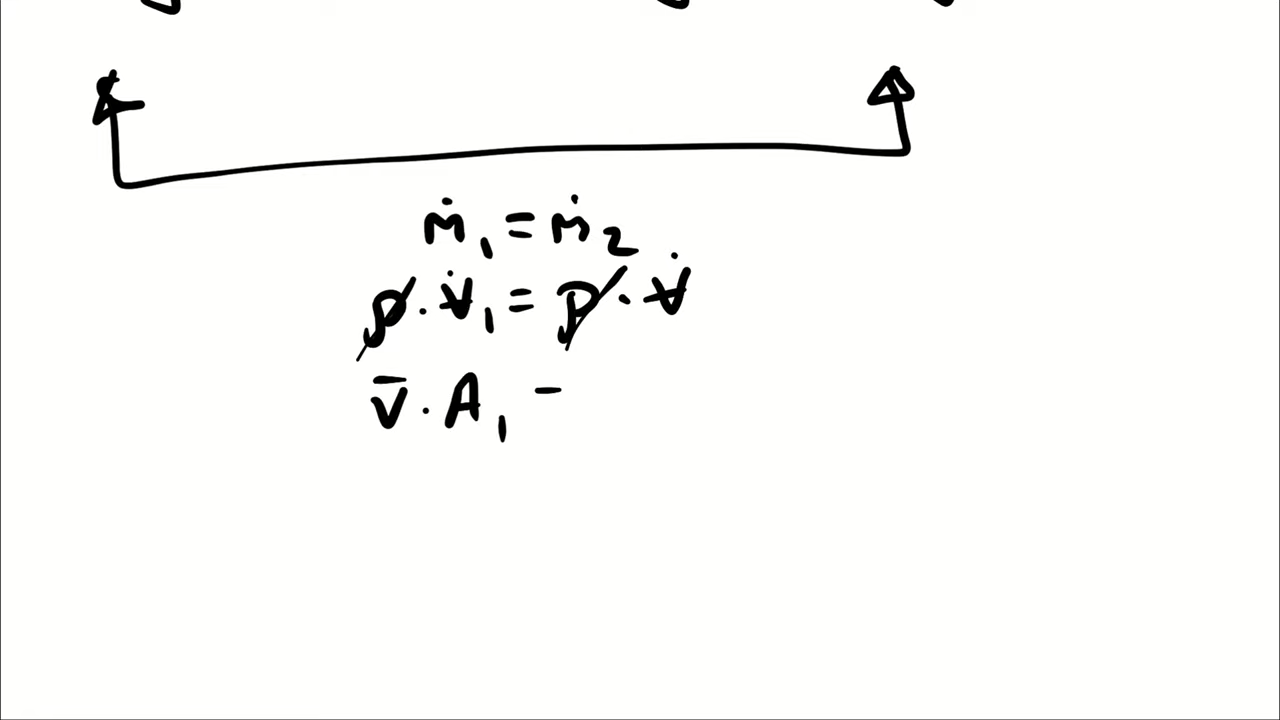 ṁ₁ = ṁ₂
ρ · V̶̇₁ = ρ · V̶̇
v̄ · A₁ -